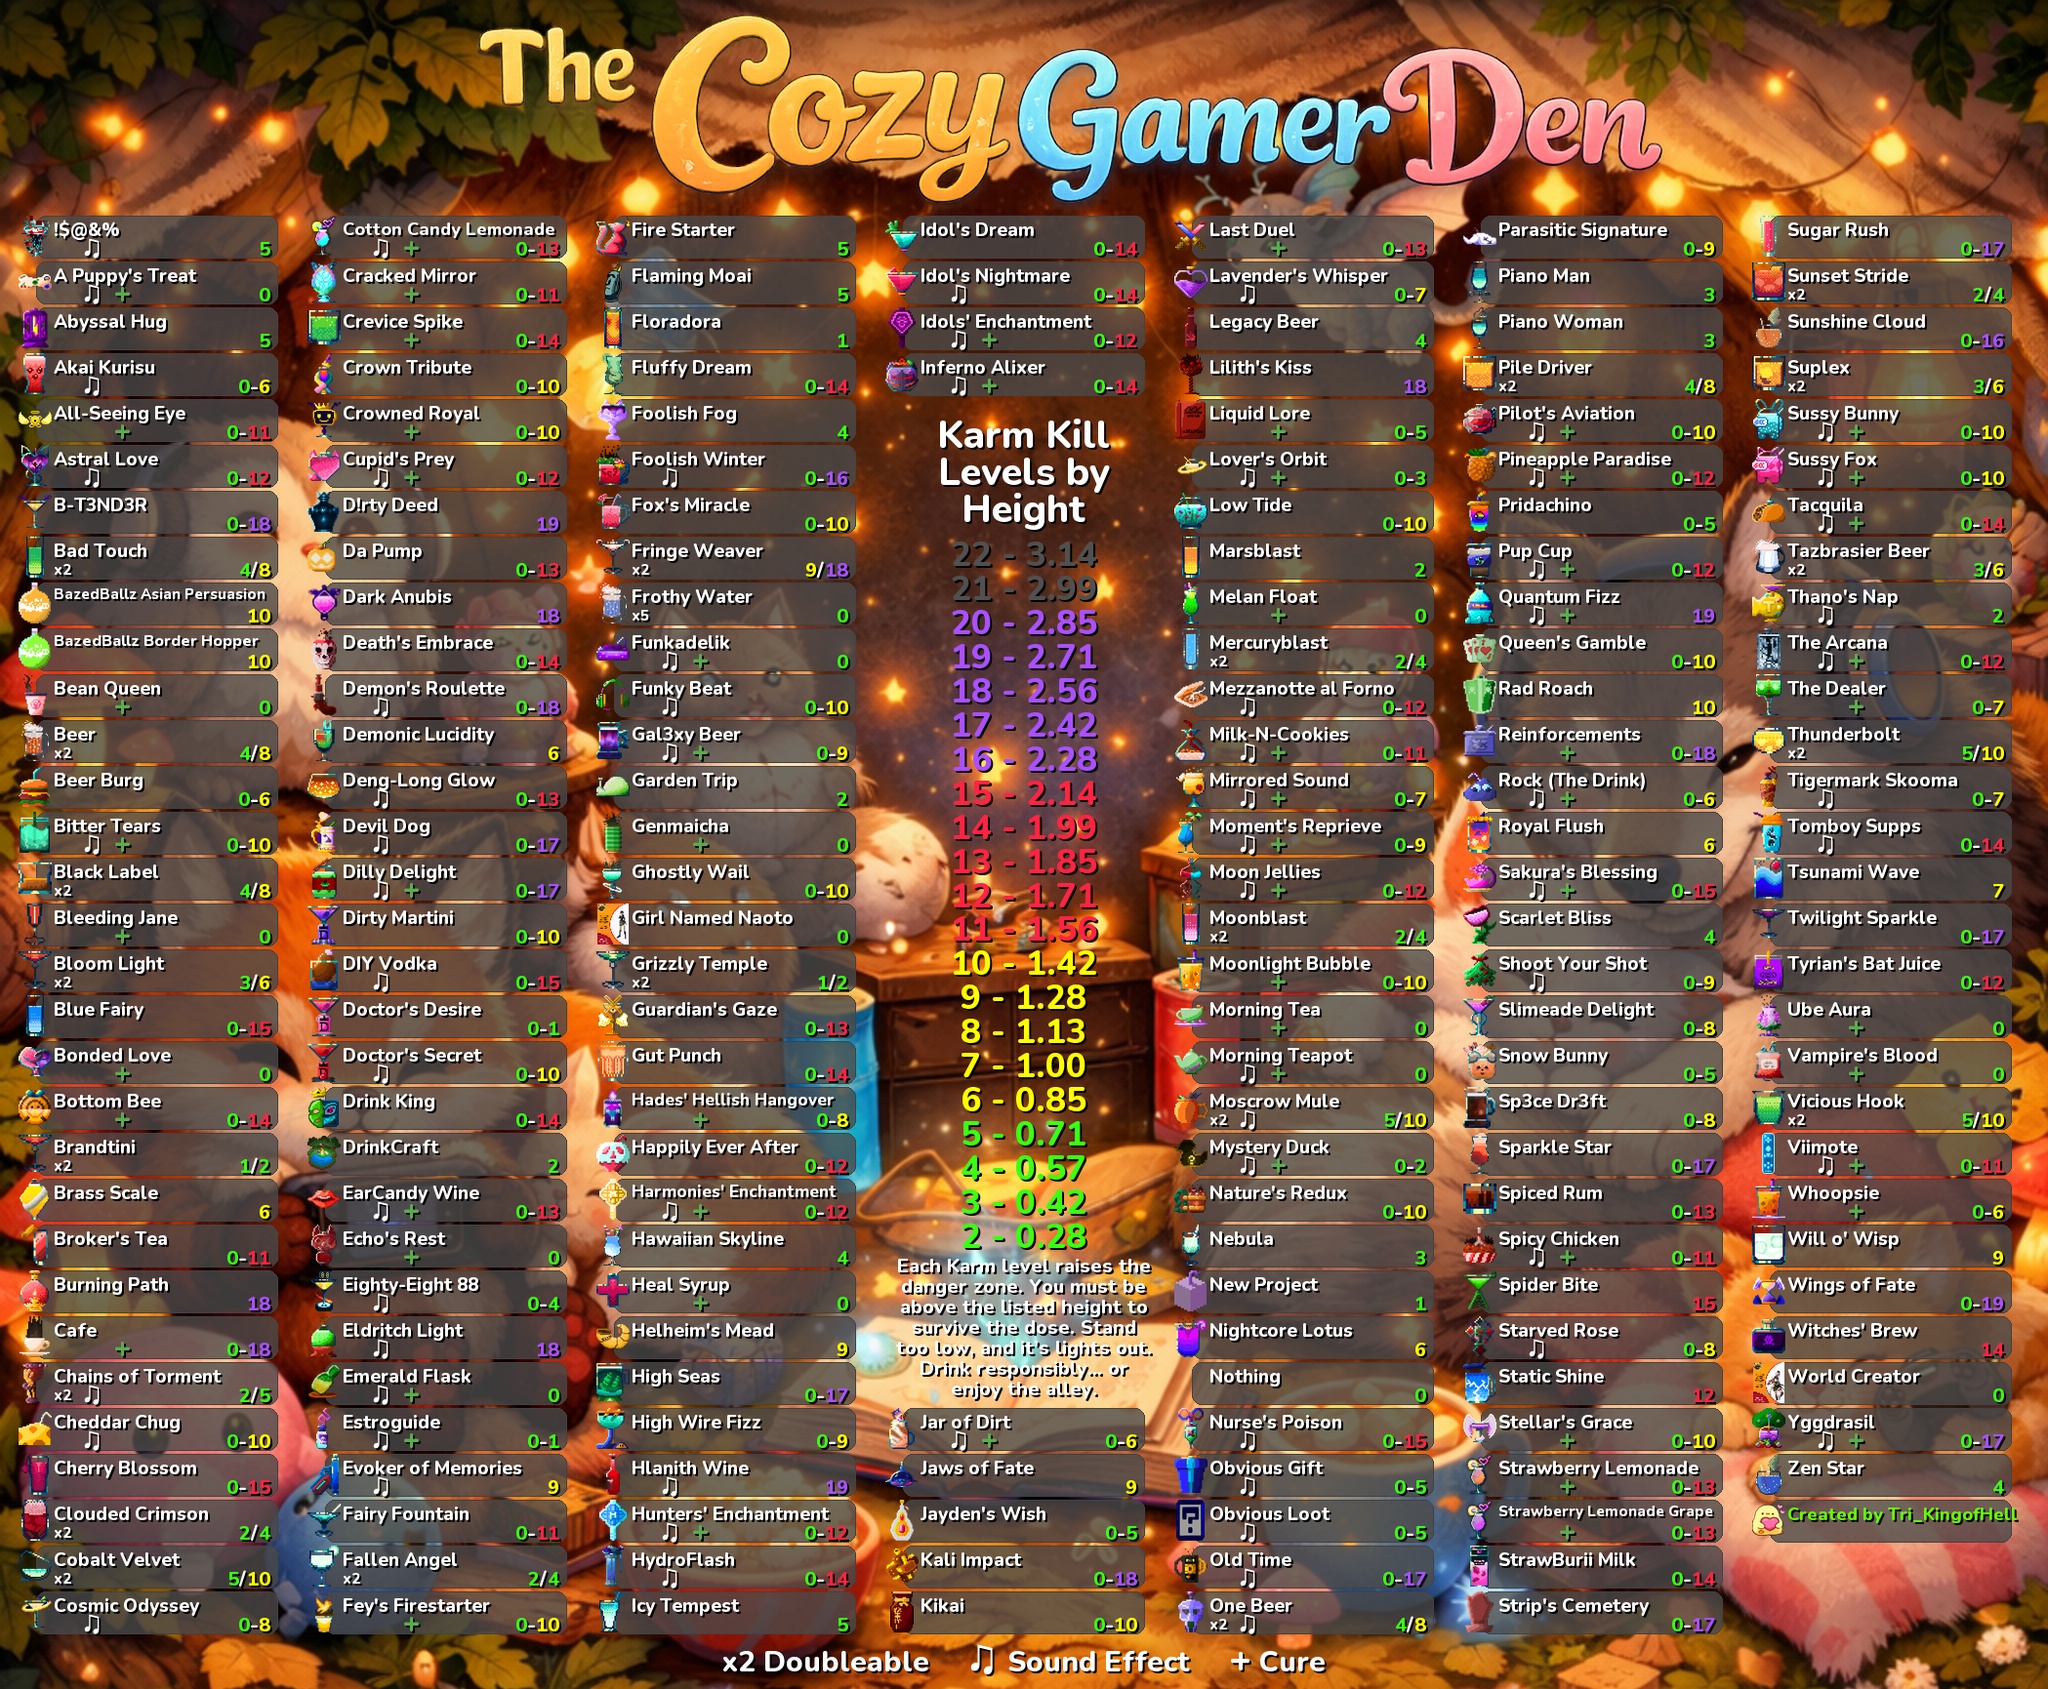 The Cozy Gamer Den
!$@&%
♫ 5
A Puppy's Treat
♫ + 0
Abyssal Hug
5
Akai Kurisu
♫ 0-6
All-Seeing Eye
+ 0-11
Astral Love
♫ 0-12
B-T3ND3R
0-18
Bad Touch
x2 4/8
BazedBallz Asian Persuasion
10
BazedBallz Border Hopper
10
Bean Queen
+ 0
Beer
x2 4/8
Beer Burg
0-6
Bitter Tears
♫ + 0-10
Black Label
x2 4/8
Bleeding Jane
+ 0
Bloom Light
x2 3/6
Blue Fairy
0-15
Bonded Love
+ 0
Bottom Bee
+ 0-14
Brandtini
x2 1/2
Brass Scale
6
Broker's Tea
0-11
Burning Path
18
Cafe
+ 0-18
Chains of Torment
x2 ♫ 2/5
Cheddar Chug
♫ 0-10
Cherry Blossom
0-15
Clouded Crimson
x2 2/4
Cobalt Velvet
x2 5/10
Cosmic Odyssey
♫ 0-8
Cotton Candy Lemonade
♫ + 0-13
Cracked Mirror
+ 0-11
Crevice Spike
+ 0-14
Crown Tribute
0-10
Crowned Royal
+ 0-10
Cupid's Prey
♫ + 0-12
D!rty Deed
19
Da Pump
0-13
Dark Anubis
18
Death's Embrace
0-14
Demon's Roulette
♫ 0-18
Demonic Lucidity
6
Deng-Long Glow
♫ 0-13
Devil Dog
♫ 0-17
Dilly Delight
♫ + 0-17
Dirty Martini
0-10
DIY Vodka
♫ 0-15
Doctor's Desire
0-1
Doctor's Secret
♫ 0-10
Drink King
0-14
DrinkCraft
2
EarCandy Wine
♫ + 0-13
Echo's Rest
+ 0
Eighty-Eight 88
♫ 0-4
Eldritch Light
♫ 18
Emerald Flask
♫ + 0
Estroguide
♫ + 0-1
Evoker of Memories
♫ 9
Fairy Fountain
0-11
Fallen Angel
x2 2/4
Fey's Firestarter
+ 0-10
Fire Starter
5
Flaming Moai
5
Floradora
1
Fluffy Dream
0-14
Foolish Fog
4
Foolish Winter
♫ 0-16
Fox's Miracle
0-10
Fringe Weaver
x2 9/18
Frothy Water
x5 0
Funkadelik
♫ + 0
Funky Beat
♫ 0-10
Gal3xy Beer
♫ + 0-9
Garden Trip
2
Genmaicha
+ 0
Ghostly Wail
0-10
Girl Named Naoto
0
Grizzly Temple
x2 1/2
Guardian's Gaze
0-13
Gut Punch
0-14
Hades' Hellish Hangover
+ 0-8
Happily Ever After
0-12
Harmonies' Enchantment
♫ + 0-12
Hawaiian Skyline
4
Heal Syrup
+ 0
Helheim's Mead
9
High Seas
0-17
High Wire Fizz
0-9
Hlanith Wine
♫ 19
Hunters' Enchantment
♫ + 0-12
HydroFlash
♫ 0-14
Icy Tempest
5
Idol's Dream
0-14
Idol's Nightmare
♫ 0-14
Idols' Enchantment
♫ + 0-12
Inferno Alixer
♫ + 0-14
Karm Kill
Levels by
Height
22 - 3.14
21 - 2.99
20 - 2.85
19 - 2.71
18 - 2.56
17 - 2.42
16 - 2.28
15 - 2.14
14 - 1.99
13 - 1.85
12 - 1.71
11 - 1.56
10 - 1.42
9 - 1.28
8 - 1.13
7 - 1.00
6 - 0.85
5 - 0.71
4 - 0.57
3 - 0.42
2 - 0.28
Each Karm level raises the
danger zone. You must be
above the listed height to
survive the dose. Stand
too low, and it's lights out.
Drink responsibly... or
enjoy the alley.
Jar of Dirt
♫ + 0-6
Jaws of Fate
9
Jayden's Wish
0-5
Kali Impact
0-18
Kikai
0-10
Last Duel
+ 0-13
Lavender's Whisper
♫ 0-7
Legacy Beer
4
Lilith's Kiss
18
Liquid Lore
+ 0-5
Lover's Orbit
♫ + 0-3
Low Tide
0-10
Marsblast
2
Melan Float
+ 0
Mercuryblast
x2 2/4
Mezzanotte al Forno
♫ 0-12
Milk-N-Cookies
♫ + 0-11
Mirrored Sound
♫ + 0-7
Moment's Reprieve
♫ + 0-9
Moon Jellies
♫ + 0-12
Moonblast
x2 2/4
Moonlight Bubble
+ 0-10
Morning Tea
+ 0
Morning Teapot
♫ + 0
Moscrow Mule
x2 ♫ 5/10
Mystery Duck
♫ + 0-2
Nature's Redux
0-10
Nebula
3
New Project
1
Nightcore Lotus
6
Nothing
0
Nurse's Poison
♫ 0-15
Obvious Gift
♫ 0-5
Obvious Loot
♫ 0-5
Old Time
♫ 0-17
One Beer
x2 ♫ 4/8
Parasitic Signature
0-9
Piano Man
3
Piano Woman
3
Pile Driver
x2 4/8
Pilot's Aviation
♫ + 0-10
Pineapple Paradise
♫ + 0-12
Pridachino
0-5
Pup Cup
♫ + 0-12
Quantum Fizz
♫ + 19
Queen's Gamble
0-10
Rad Roach
10
Reinforcements
+ 0-18
Rock (The Drink)
♫ + 0-6
Royal Flush
6
Sakura's Blessing
♫ + 0-15
Scarlet Bliss
4
Shoot Your Shot
♫ 0-9
Slimeade Delight
0-8
Snow Bunny
0-5
Sp3ce Dr3ft
0-8
Sparkle Star
0-17
Spiced Rum
0-13
Spicy Chicken
♫ + 0-11
Spider Bite
15
Starved Rose
♫ 0-8
Static Shine
12
Stellar's Grace
+ 0-10
Strawberry Lemonade
+ 0-13
Strawberry Lemonade Grape
+ 0-13
StrawBurii Milk
0-14
Strip's Cemetery
0-17
Sugar Rush
0-17
Sunset Stride
x2 2/4
Sunshine Cloud
0-16
Suplex
x2 3/6
Sussy Bunny
♫ + 0-10
Sussy Fox
♫ + 0-10
Tacquila
♫ + 0-14
Tazbrasier Beer
x2 3/6
Thano's Nap
2
The Arcana
♫ + 0-12
The Dealer
+ 0-7
Thunderbolt
x2 5/10
Tigermark Skooma
♫ 0-7
Tomboy Supps
♫ 0-14
Tsunami Wave
7
Twilight Sparkle
0-17
Tyrian's Bat Juice
0-12
Ube Aura
+ 0
Vampire's Blood
+ 0
Vicious Hook
x2 5/10
Viimote
♫ + 0-11
Whoopsie
+ 0-6
Will o' Wisp
9
Wings of Fate
0-19
Witches' Brew
14
World Creator
0
Yggdrasil
♫ + 0-17
Zen Star
4
Created by Tri_KingofHell
x2 Doubleable ♫ Sound Effect + Cure